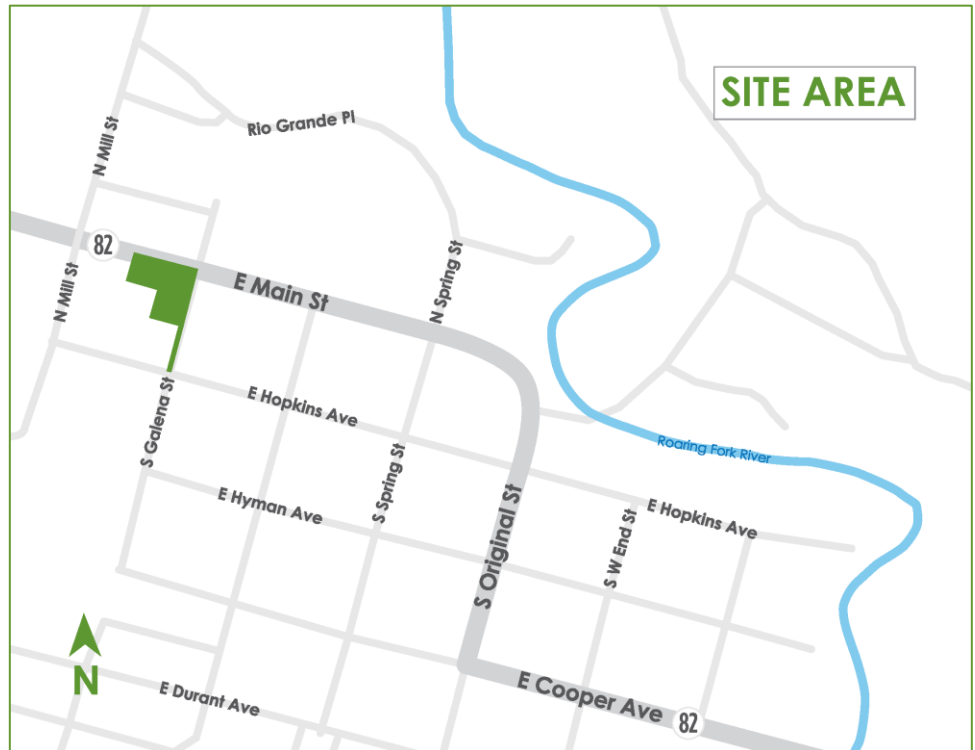 SITE AREA
Rio Grande Pl
N Mill St
82
E Main St
N Spring St
N Mill St
E Hopkins Ave
S Galena St
Roaring Fork River
S Spring St
E Hyman Ave
S Original St
E Hopkins Ave
S W End St
N
E Durant Ave
E Cooper Ave
82